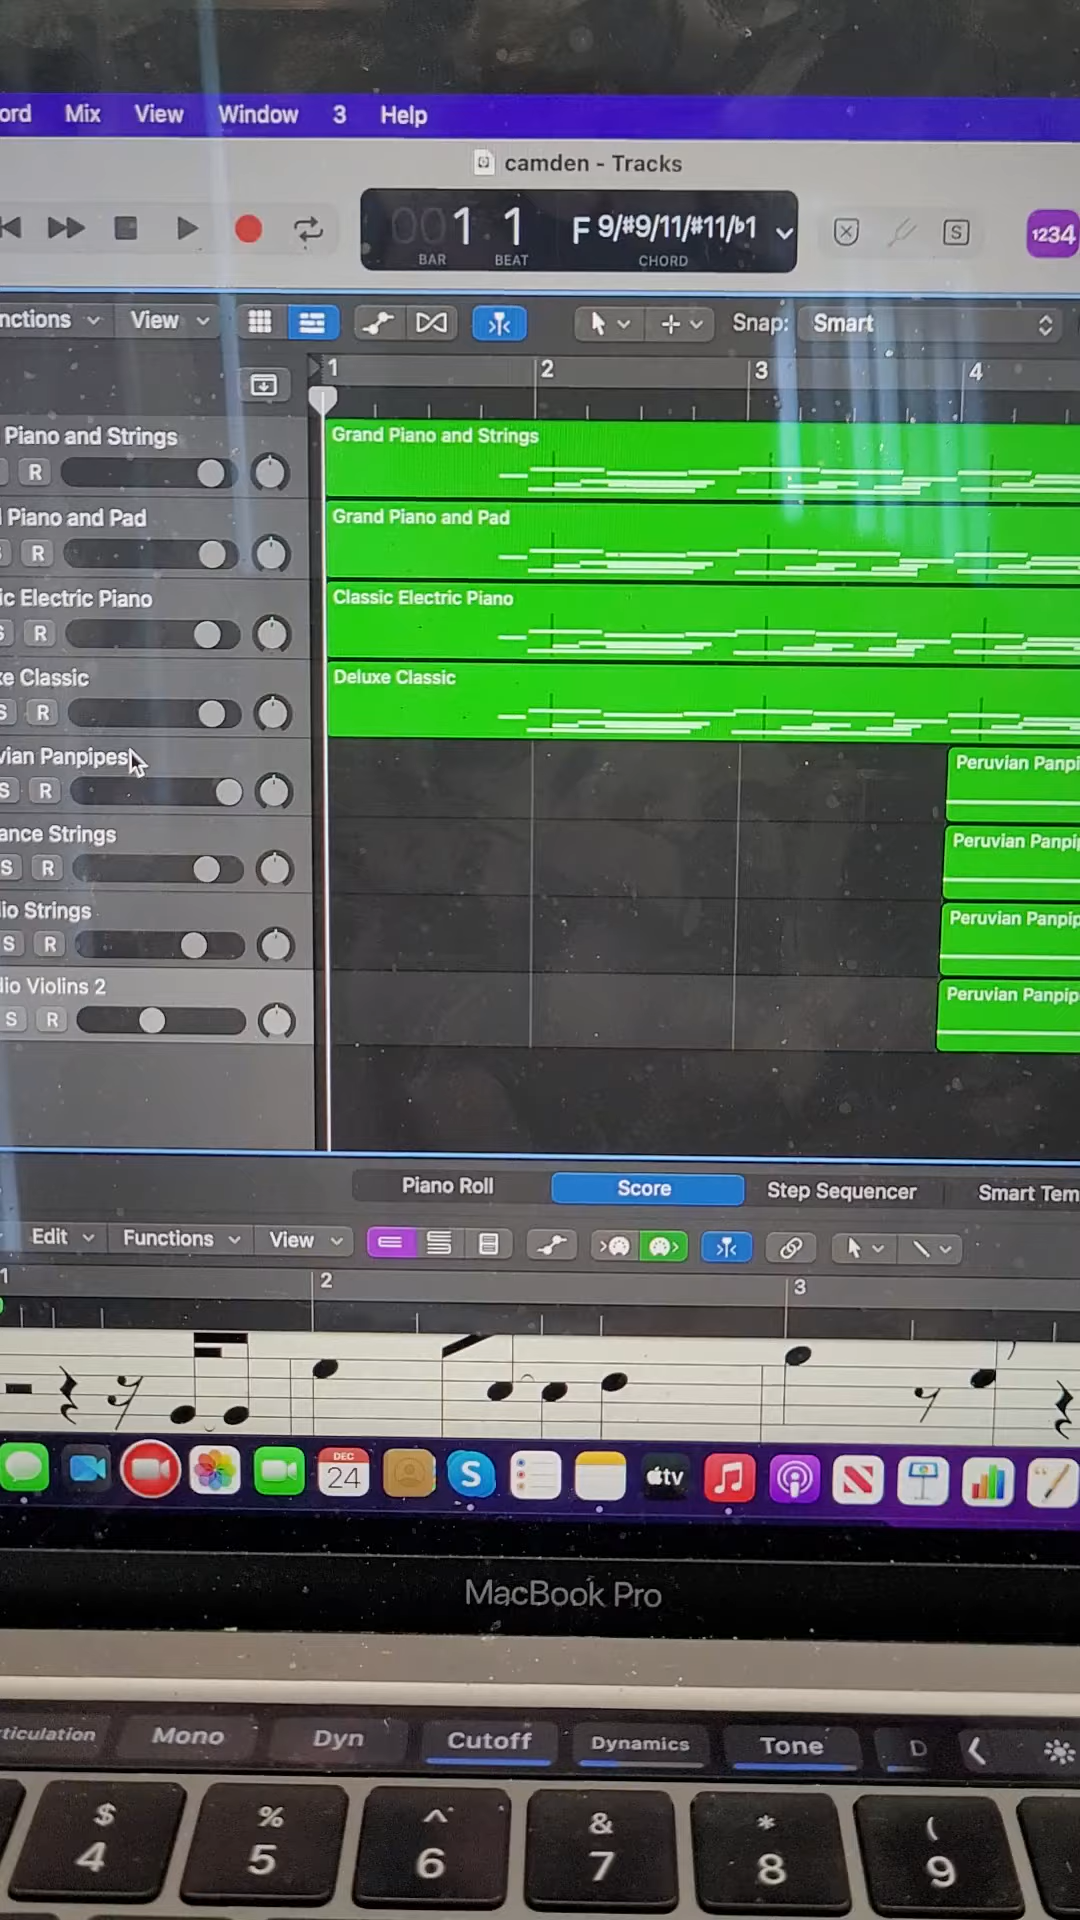 ord Mix View Window 3 Help
camden - Tracks
001 1 F 9/#9/11/#11/b1
BAR BEAT CHORD
S 1234
nctions View Snap: Smart
1 2 3 4
Piano and Strings
R
Grand Piano and Strings
Piano and Pad
R
Grand Piano and Pad
ic Electric Piano
S R
Classic Electric Piano
xe Classic
S R
Deluxe Classic
vian Panpipes
S R
Peruvian Panpi
ance Strings
S R
Peruvian Panpip
dio Strings
S R
Peruvian Panpip
dio Violins 2
S R
Peruvian Panpip
Piano Roll Score Step Sequencer Smart Tem
Edit Functions View
1 2 3
DEC
24
S
tv
MacBook Pro
ticulation Mono Dyn Cutoff Dynamics Tone D
$ % ^ & * (
4 5 6 7 8 9